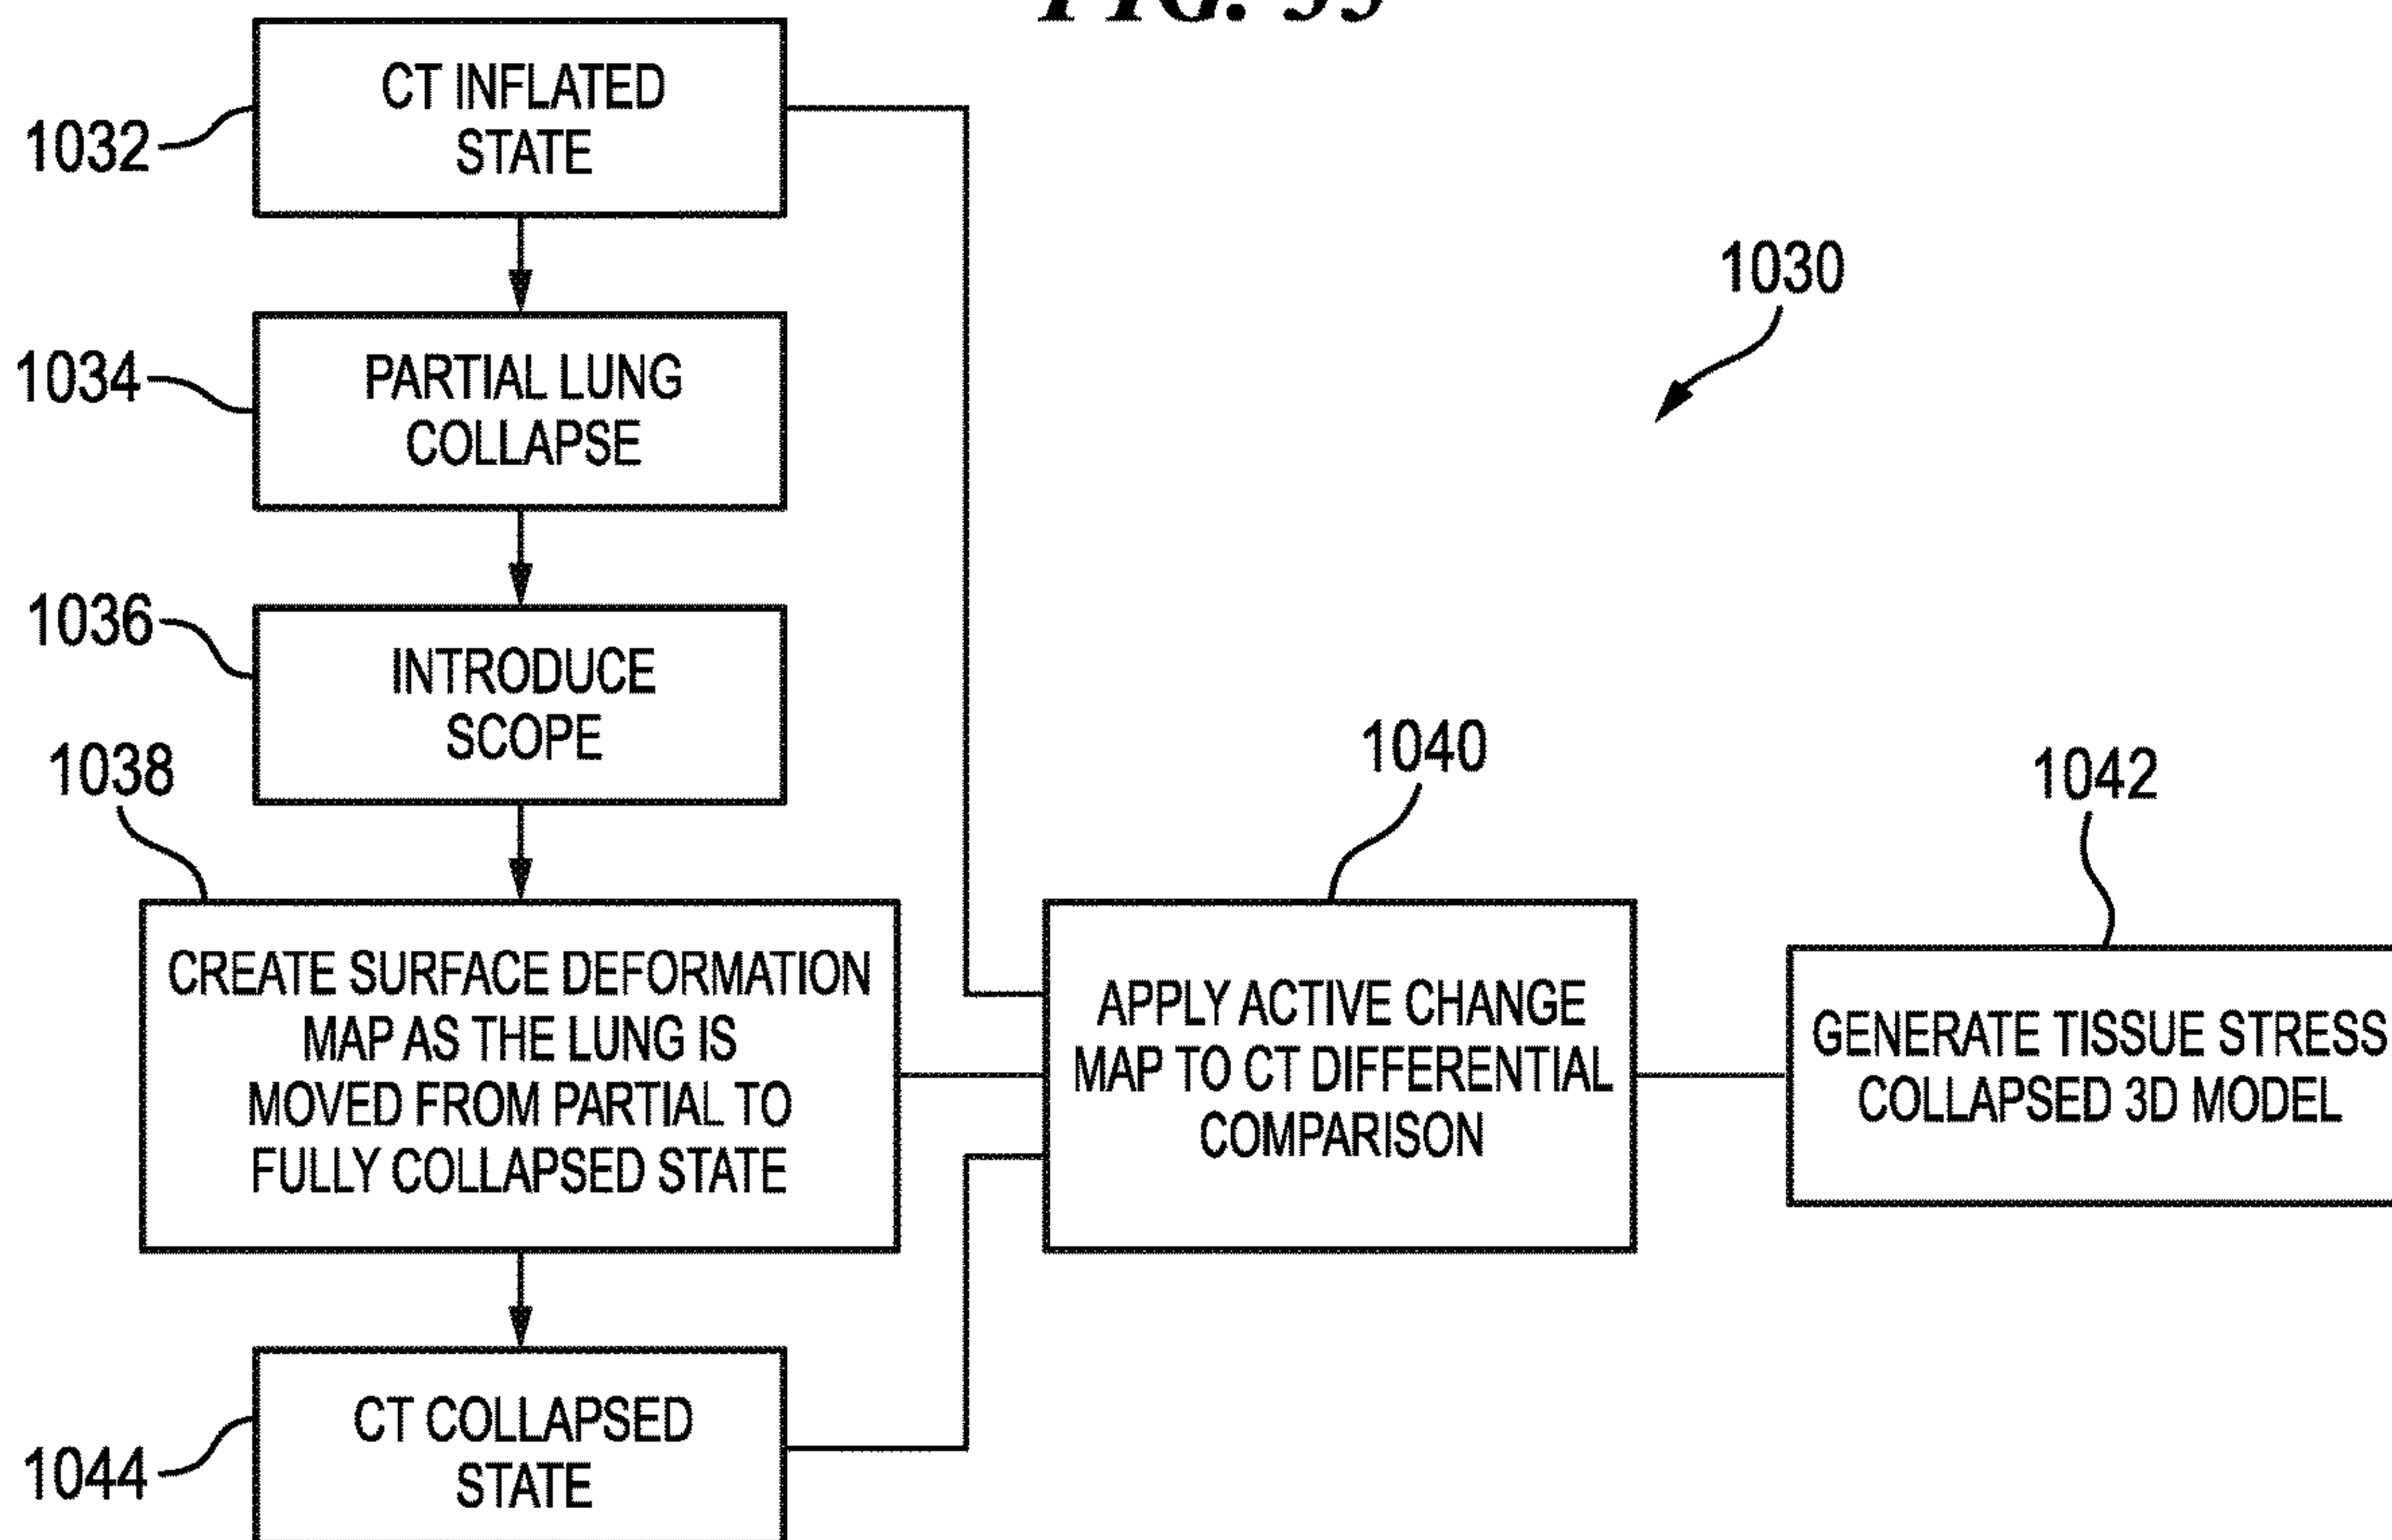 CT INFLATED
STATE
1032
1030
PARTIAL LUNG
COLLAPSE
1034
INTRODUCE
SCOPE
1036
1038
1040
1042
CREATE SURFACE DEFORMATION
MAP AS THE LUNG IS
MOVED FROM PARTIAL TO
FULLY COLLAPSED STATE
APPLY ACTIVE CHANGE
MAP TO CT DIFFERENTIAL
COMPARISON
GENERATE TISSUE STRESS
COLLAPSED 3D MODEL
CT COLLAPSED
STATE
1044